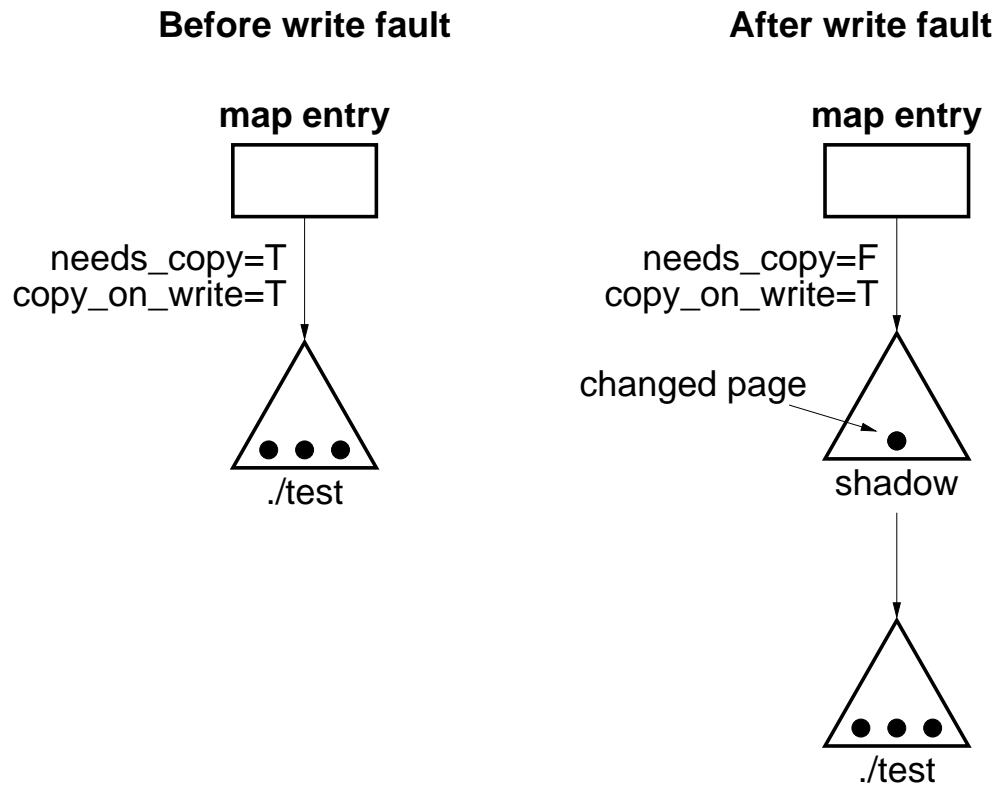 Before write fault
map entry
needs_copy=T
copy_on_write=T
./test
After write fault
map entry
needs_copy=F
copy_on_write=T
changed page
shadow
./test